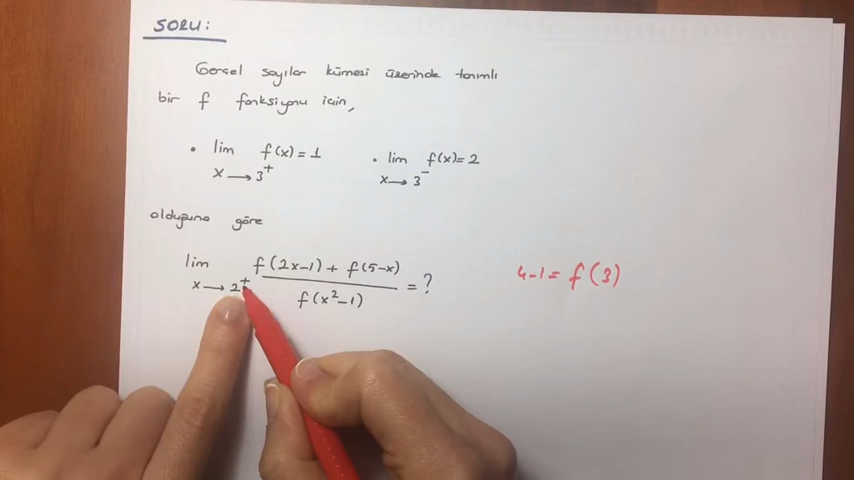 SORU:
Gerçel sayılar kümesi üzerinde tanımlı
bir f fonksiyonu için,
• lim f(x) = 1 • lim f(x) = 2
x → 3⁺ x → 3⁻
olduğuna göre
lim f(2x-1) + f(5-x) = ? 4-1 = f(3)
x → 2⁺ f(x²-1)